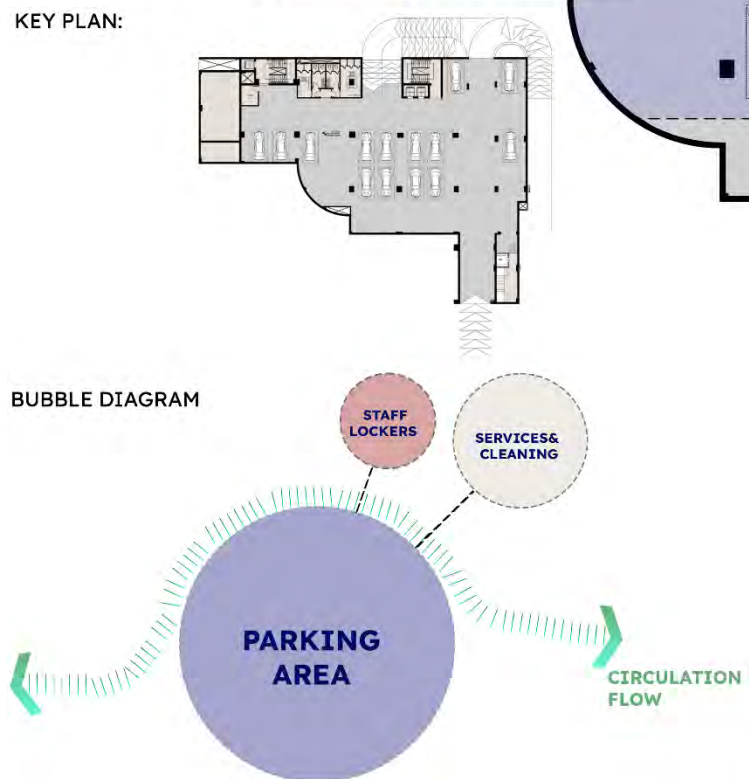 KEY PLAN:
BUBBLE DIAGRAM
STAFF
LOCKERS
SERVICES&
CLEANING
PARKING
AREA
CIRCULATION
FLOW